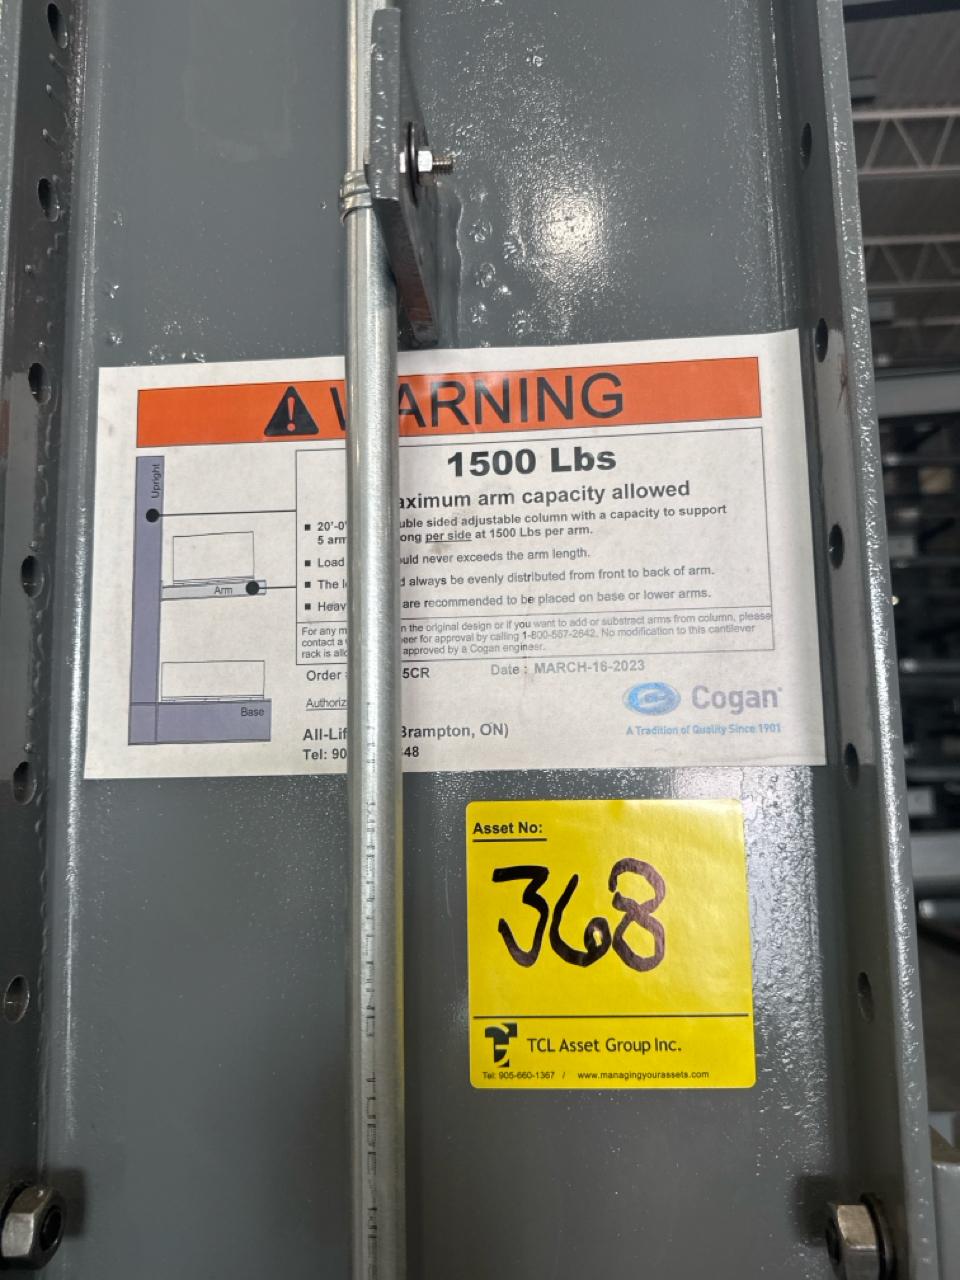 WARNING
1500 Lbs
aximum arm capacity allowed
Upright
20'-0" uble sided adjustable column with a capacity to support
5 arm ong per side at 1500 Lbs per arm.
Load uld never exceeds the arm length.
Arm
The l d always be evenly distributed from front to back of arm.
Heav are recommended to be placed on base or lower arms.
For any m n the original design or if you want to add or substract arms from column, please
contact a eer for approval by calling 1-800-567-2642. No modification to this cantilever
rack is allo approved by a Cogan engineer.
Order 5CR Date : MARCH-16-2023
Base
Authoriz
Cogan
All-Lif Brampton, ON)
A Tradition of Quality Since 1901
Tel: 90 48
Asset No:
368
TCL Asset Group Inc.
Tel: 905-660-1367 / www.managingyourassets.com